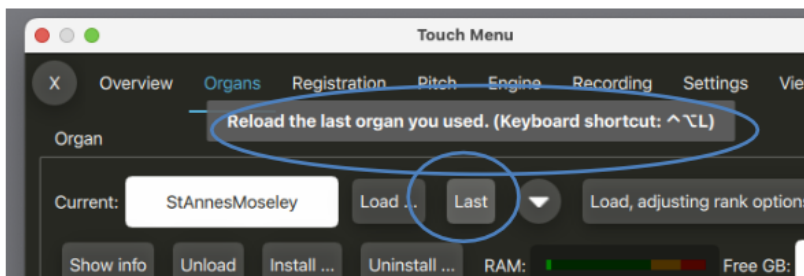 Touch Menu
X Overview Organs Registration Pitch Engine Recording Settings Vie
Reload the last organ you used. (Keyboard shortcut: ^⌥L)
Organ
Current: StAnnesMoseley Load ... Last Load, adjusting rank options
Show info Unload Install ... Uninstall ... RAM: Free GB: